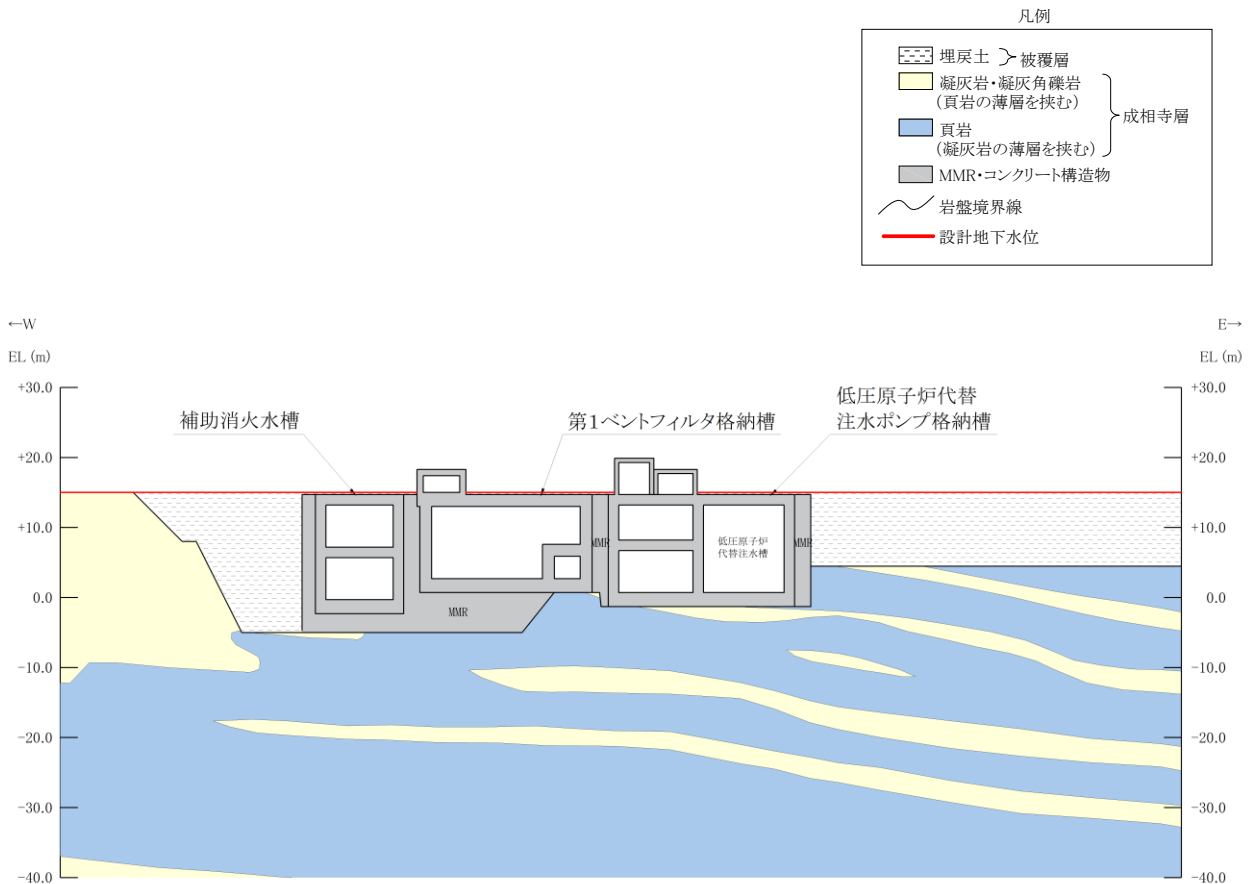 凡例
埋戻土
被覆層
凝灰岩・凝灰角礫岩
(頁岩の薄層を挟む)
成相寺層
頁岩
(凝灰岩の薄層を挟む)
MMR・コンクリート構造物
岩盤境界線
設計地下水位
←W
E→
EL (m)
EL (m)
+30.0
+30.0
補助消火水槽
第1ベントフィルタ格納槽
低圧原子炉代替
注水ポンプ格納槽
+20.0
+20.0
+10.0
+10.0
MMR
低圧原子炉
代替注水槽
MMR
0.0
0.0
MMR
-10.0
-10.0
-20.0
-20.0
-30.0
-30.0
-40.0
-40.0